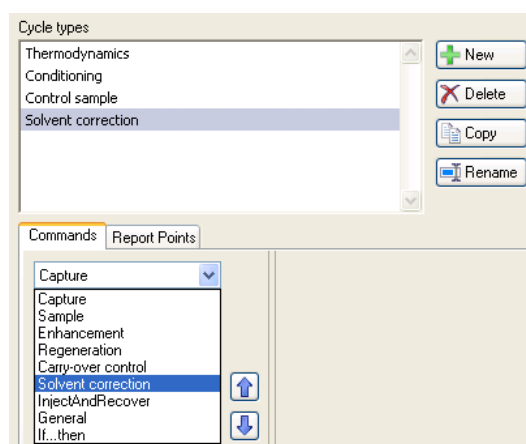 Cycle types
Thermodynamics
Conditioning
Control sample
Solvent correction
New
Delete
Copy
Rename
Commands
Report Points
Capture
Capture
Sample
Enhancement
Regeneration
Carry-over control
Solvent correction
InjectAndRecover
General
If...then